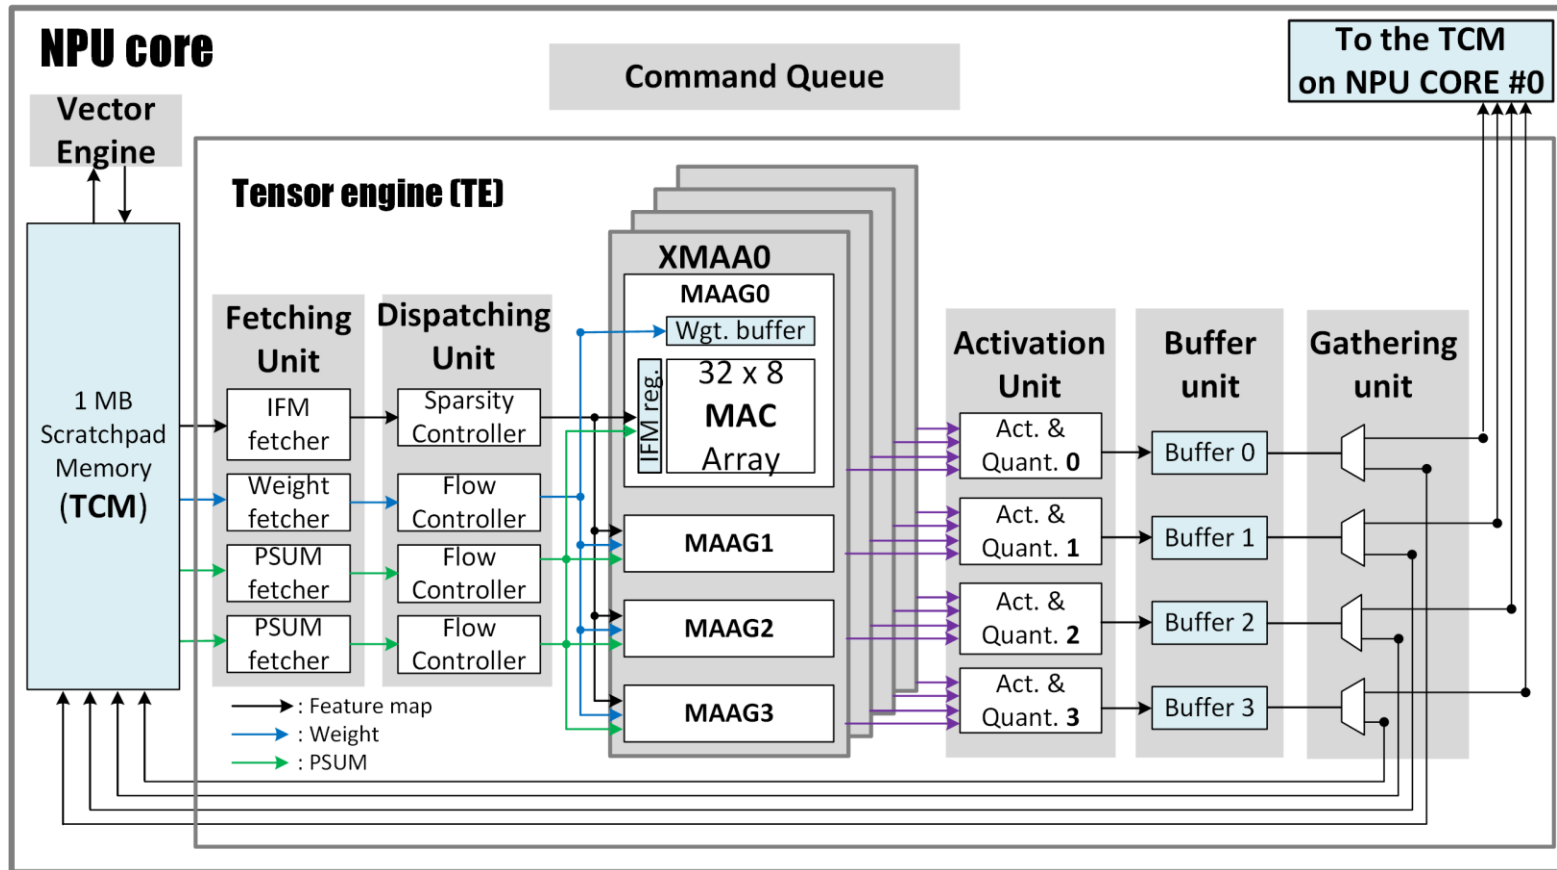 NPU core
Command Queue
To the TCM
on NPU CORE #0
Vector
Engine
Tensor engine (TE)
1 MB
Scratchpad
Memory
(TCM)
Fetching
Unit
IFM
fetcher
Weight
fetcher
PSUM
fetcher
PSUM
fetcher
Dispatching
Unit
Sparsity
Controller
Flow
Controller
Flow
Controller
Flow
Controller
XMAA0
MAAG0
Wgt. buffer
IFM reg.
32 x 8
MAC
Array
MAAG1
MAAG2
MAAG3
Activation
Unit
Act. &
Quant. 0
Act. &
Quant. 1
Act. &
Quant. 2
Act. &
Quant. 3
Buffer
unit
Buffer 0
Buffer 1
Buffer 2
Buffer 3
Gathering
unit
: Feature map
: Weight
: PSUM